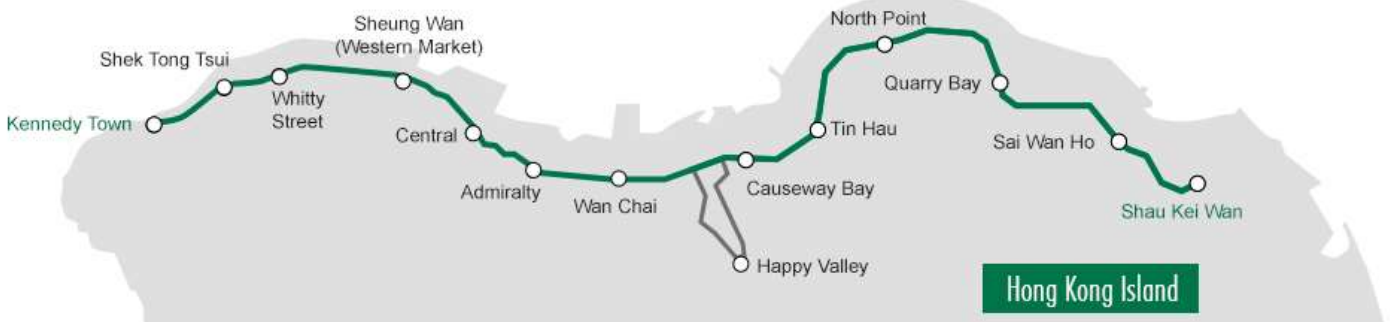 Kennedy Town
Shek Tong Tsui
Whitty
Street
Sheung Wan
(Western Market)
Central
Admiralty
Wan Chai
Causeway Bay
Happy Valley
Tin Hau
North Point
Quarry Bay
Sai Wan Ho
Shau Kei Wan
Hong Kong Island